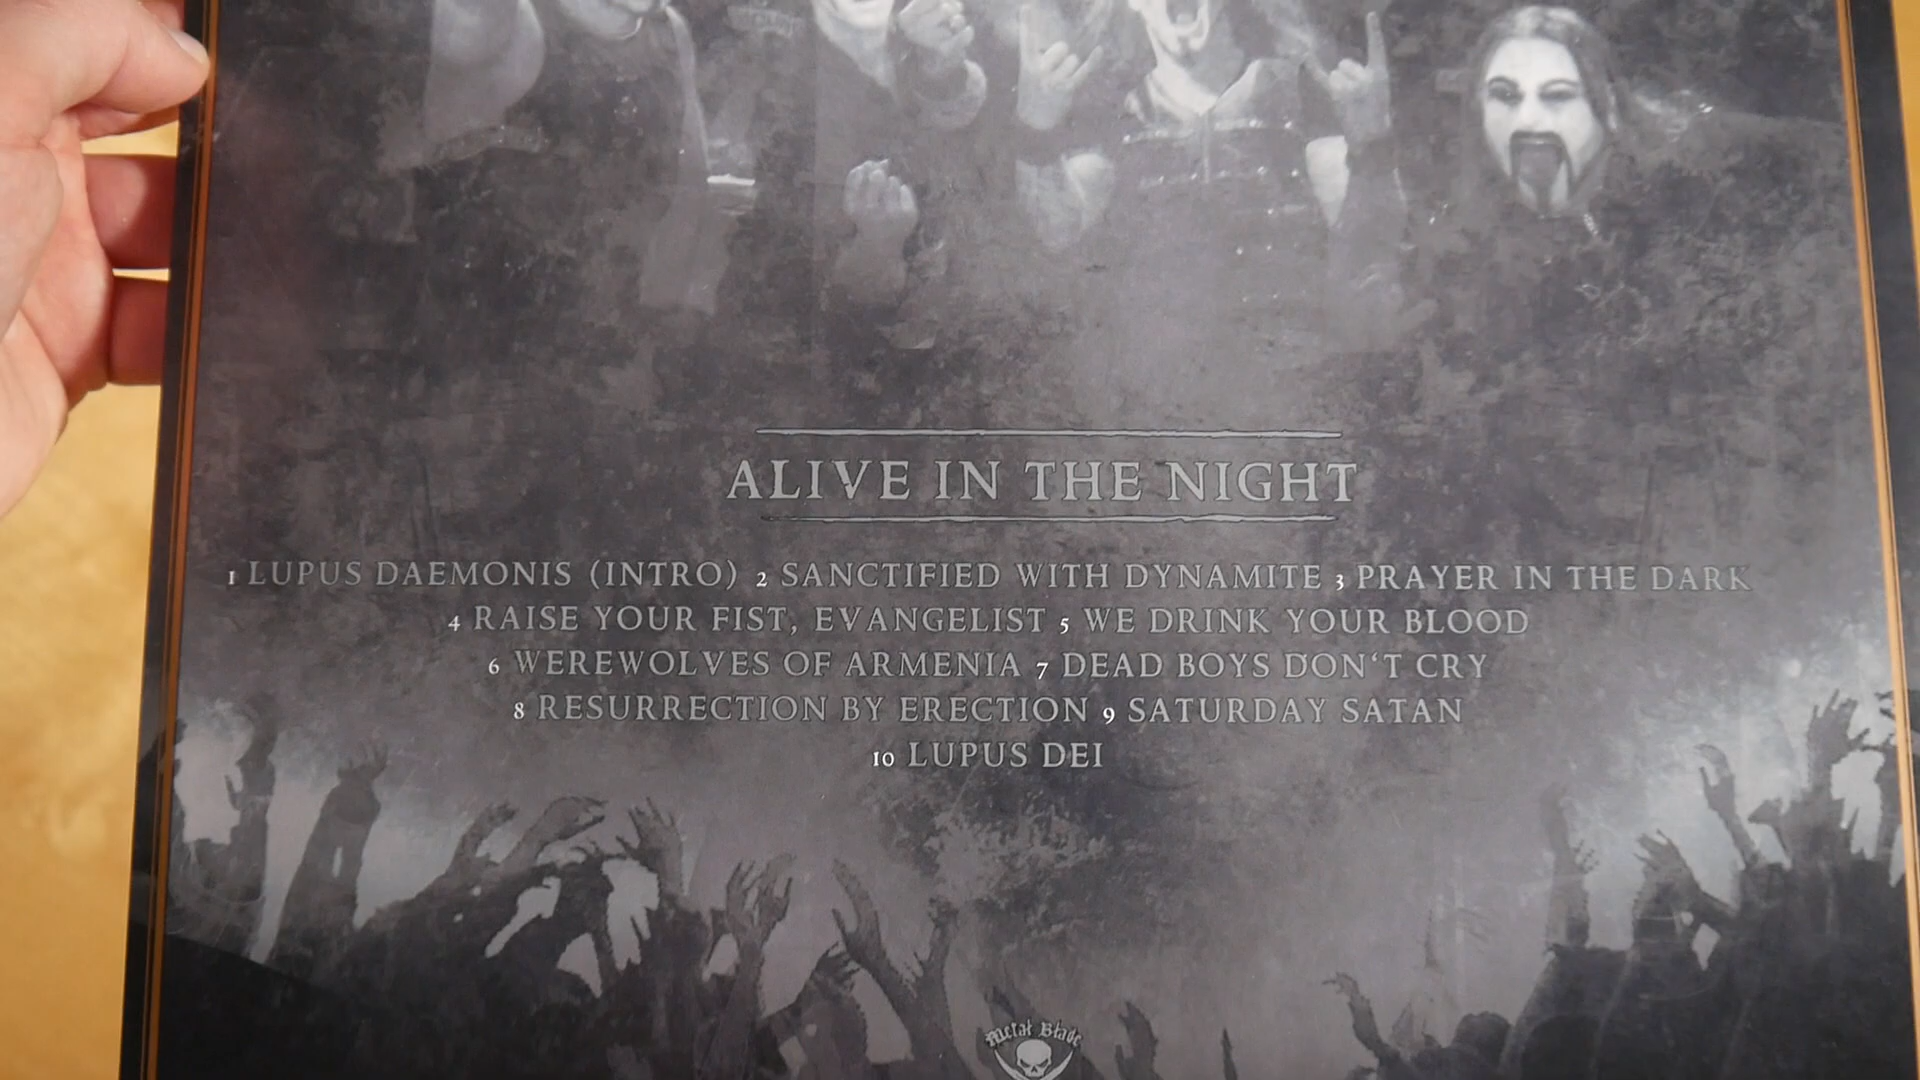 ALIVE IN THE NIGHT
1 LUPUS DAEMONIS (INTRO) 2 SANCTIFIED WITH DYNAMITE 3 PRAYER IN THE DARK
4 RAISE YOUR FIST, EVANGELIST 5 WE DRINK YOUR BLOOD
6 WEREWOLVES OF ARMENIA 7 DEAD BOYS DON‘T CRY
8 RESURRECTION BY ERECTION 9 SATURDAY SATAN
10 LUPUS DEI
Metal Blade